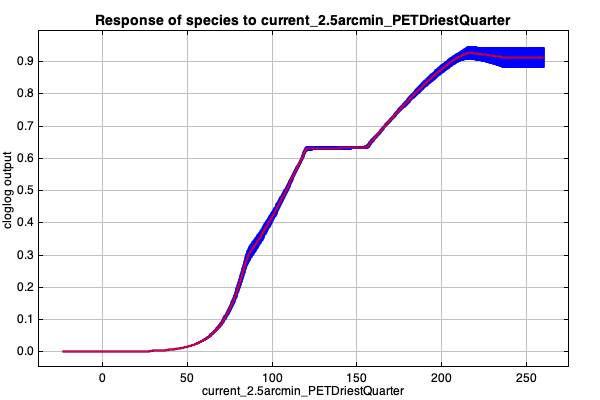 Response of species to current_2.5arcmin_PETDriestQuarter
cloglog output
0.9
0.8
0.7
0.6
0.5
0.4
0.3
0.2
0.1
0.0
0 50 100 150 200 250
current_2.5arcmin_PETDriestQuarter